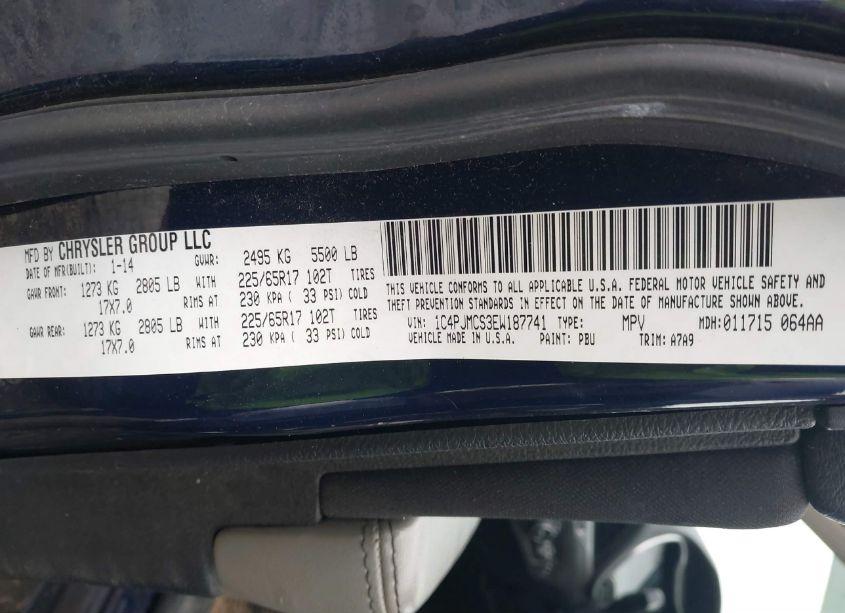 MFD BY CHRYSLER GROUP LLC
DATE OF MFR(BUILT): 1-14 GVWR: 2495 KG 5500 LB
GAWR FRONT: 1273 KG 2805 LB WITH 225/65R17 102T TIRES
17X7.0 RIMS AT 230 KPA ( 33 PSI) COLD
GAWR REAR: 1273 KG 2805 LB WITH 225/65R17 102T TIRES
17X7.0 RIMS AT 230 KPA ( 33 PSI) COLD
THIS VEHICLE CONFORMS TO ALL APPLICABLE U.S.A. FEDERAL MOTOR VEHICLE SAFETY AND
THEFT PREVENTION STANDARDS IN EFFECT ON THE DATE OF MANUFACTURE SHOWN ABOVE.
VIN: 1C4PJMCS3EW187741 TYPE: MPV MDH:011715 064AA
VEHICLE MADE IN U.S.A. PAINT: PBU TRIM: A7A9